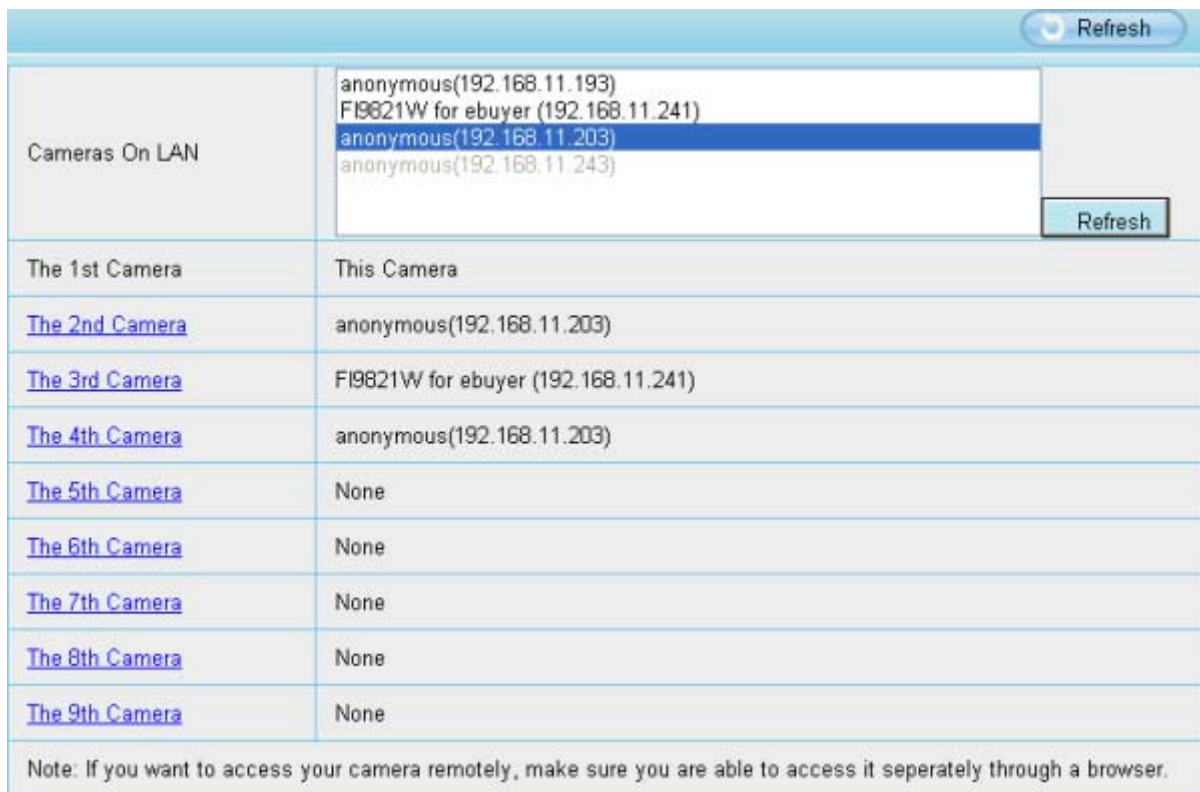 Refresh
anonymous(192.168.11.193)
FI9821W for ebuyer (192.168.11.241)
Cameras On LAN
anonymous(192.168.11.203)
anonymous(192.168.11.243)
Refresh
The 1st Camera This Camera
The 2nd Camera anonymous(192.168.11.203)
The 3rd Camera FI9821W for ebuyer (192.168.11.241)
The 4th Camera anonymous(192.168.11.203)
The 5th Camera None
The 6th Camera None
The 7th Camera None
The 8th Camera None
The 9th Camera None
Note: If you want to access your camera remotely, make sure you are able to access it seperately through a browser.